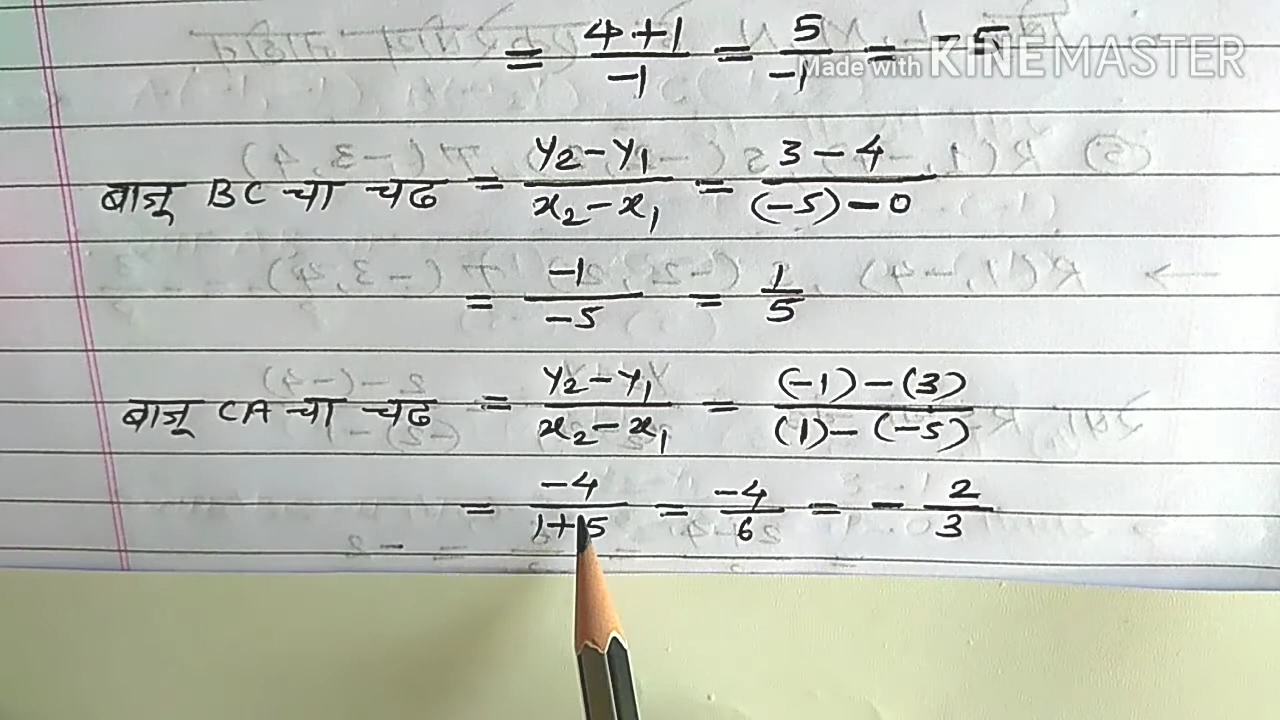 = 4+1/-1 = 5/-1 = -5
Made with KINEMASTER
बाजू BC चा चढ = y₂-y₁/x₂-x₁ = 3-4/(-5)-0
= -1/-5 = 1/5
बाजू CA चा चढ = y₂-y₁/x₂-x₁ = (-1)-(3)/(1)-(-5)
= -4/1+5 = -4/6 = - 2/3